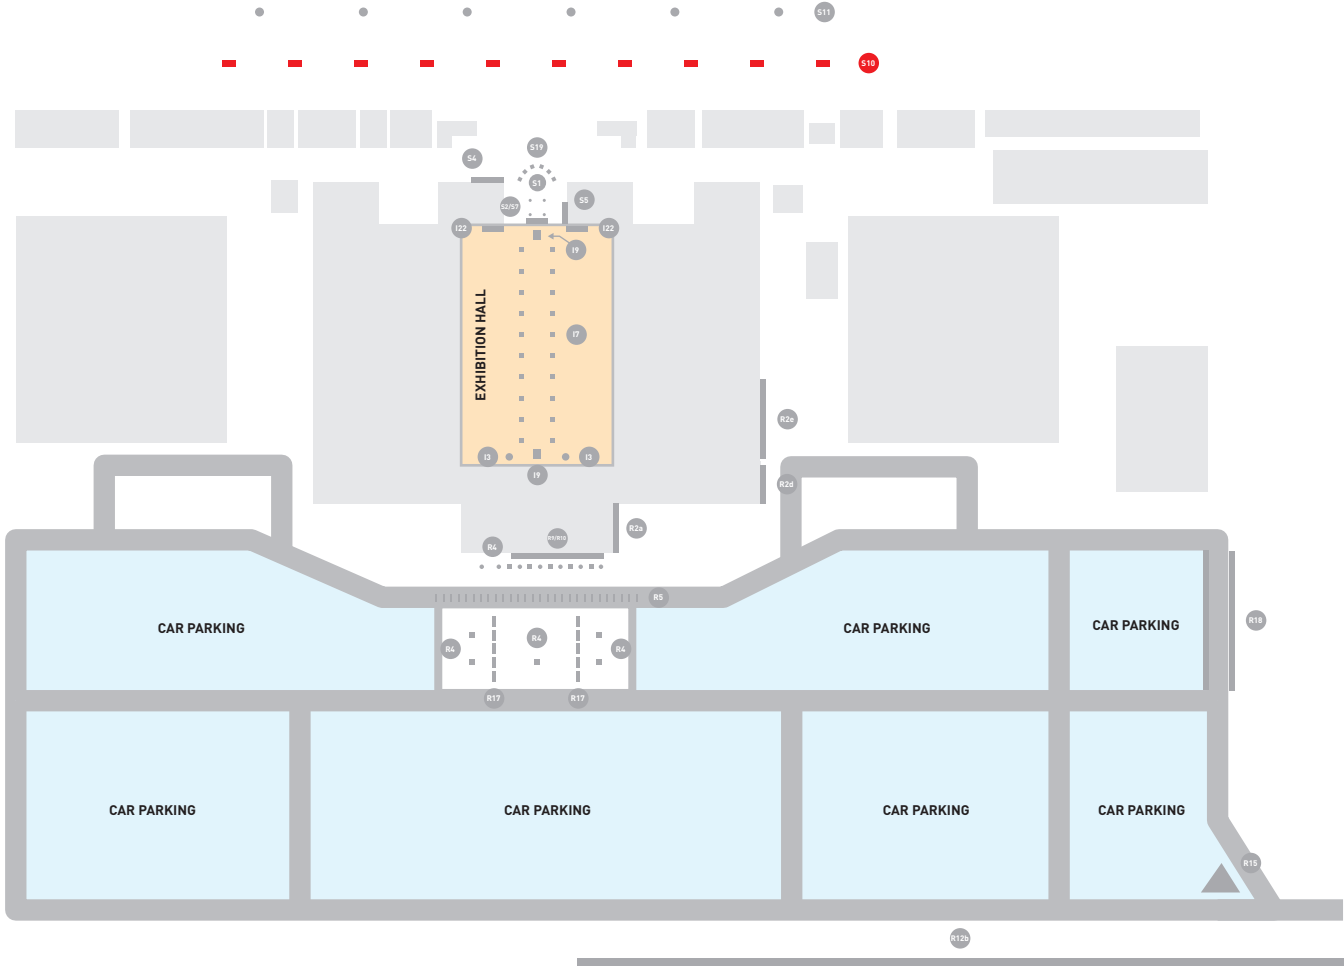 S11
S10
S19
S4
S1
S5
S2/S7
I22
I22
I9
EXHIBITION HALL
I7
R2e
I3
I3
I9
R2d
R2a
R9/R10
R4
R5
R18
CAR PARKING
CAR PARKING
CAR PARKING
R4
R4
R4
R17
R17
CAR PARKING
CAR PARKING
CAR PARKING
CAR PARKING
R15
R12b